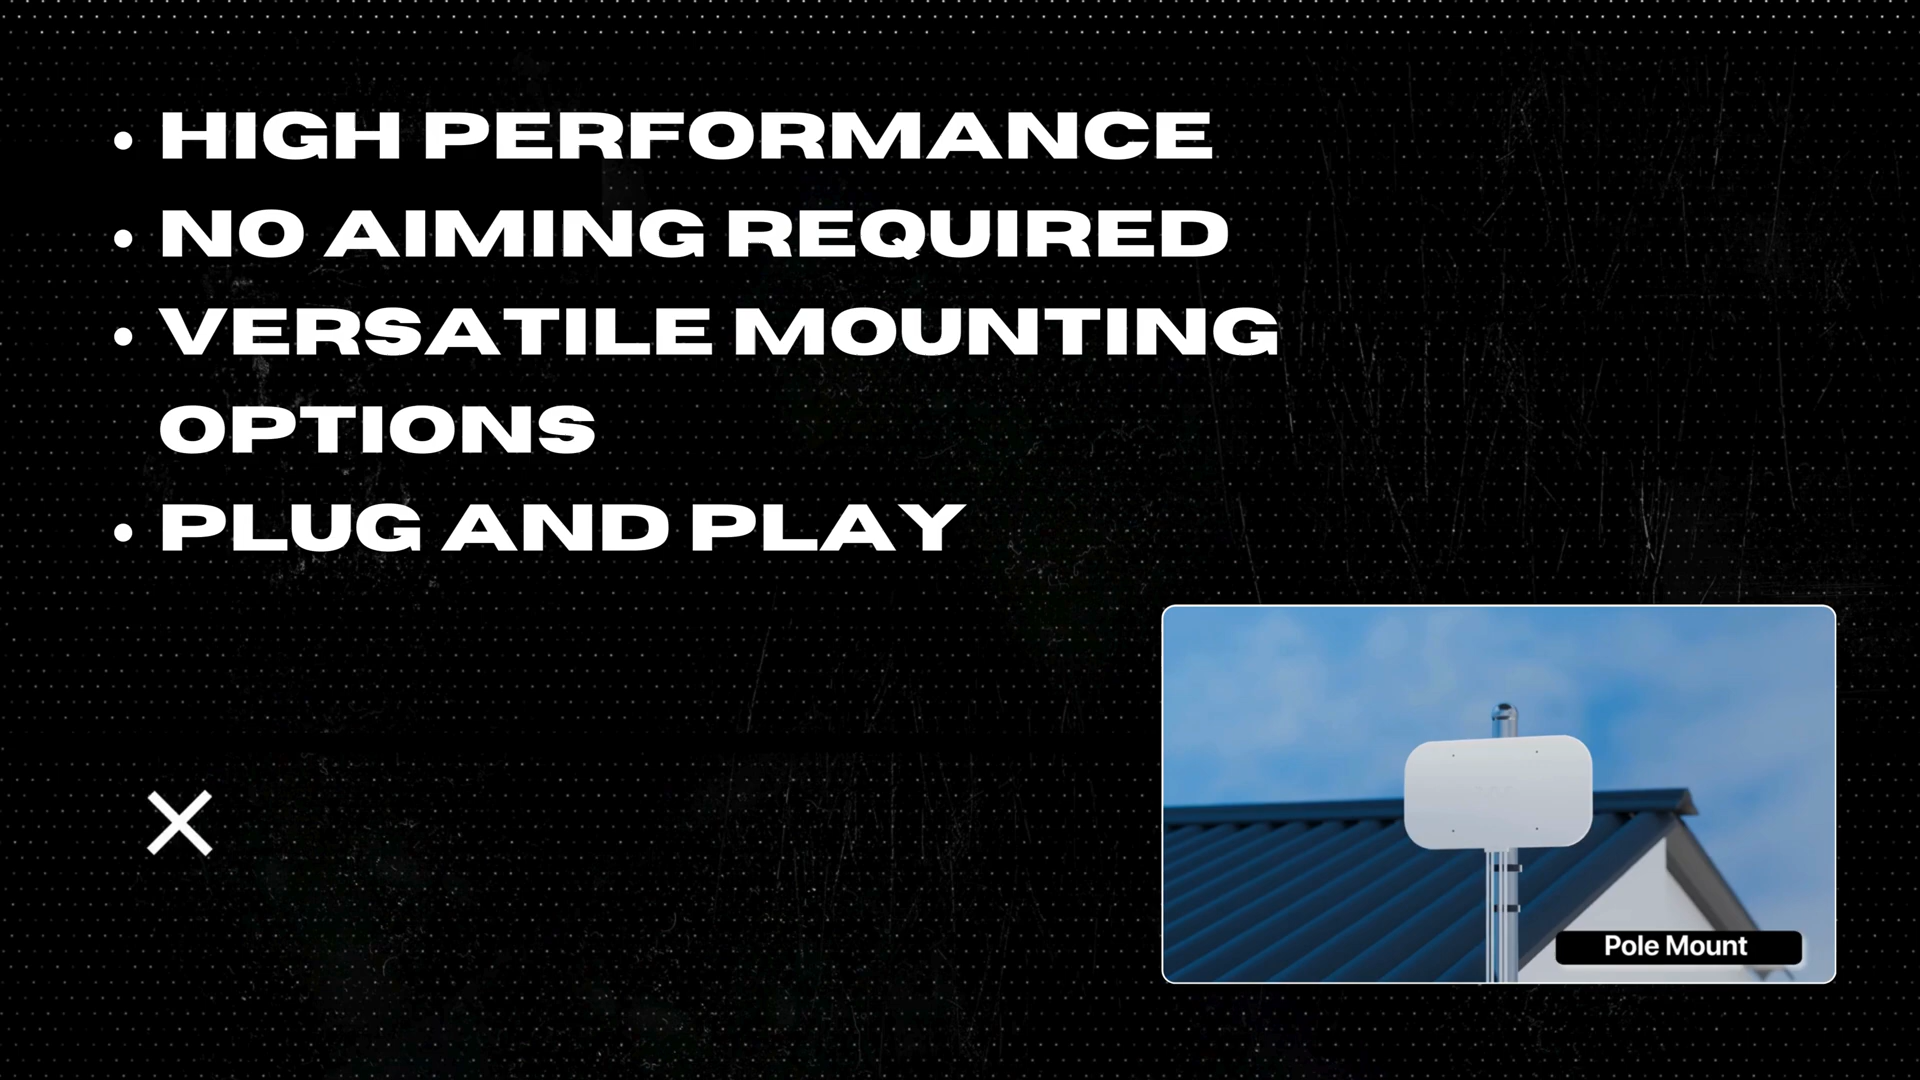 • HIGH PERFORMANCE
• NO AIMING REQUIRED
• VERSATILE MOUNTING
OPTIONS
• PLUG AND PLAY
Pole Mount